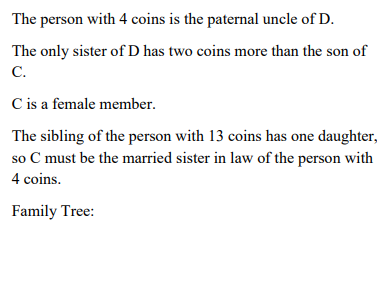 The person with 4 coins is the paternal uncle of D.
The only sister of D has two coins more than the son of
C.
C is a female member.
The sibling of the person with 13 coins has one daughter,
so C must be the married sister in law of the person with
4 coins.
Family Tree: